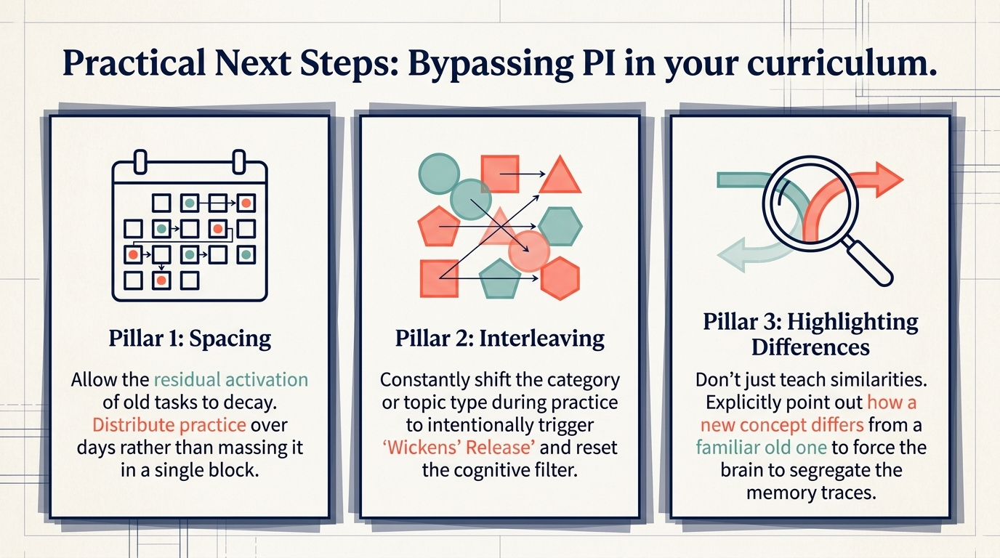 Practical Next Steps: Bypassing PI in your curriculum.
Pillar 1: Spacing
Allow the residual activation
of old tasks to decay.
Distribute practice over
days rather than massing it
in a single block.
Pillar 2: Interleaving
Constantly shift the category
or topic type during practice
to intentionally trigger
‘Wickens’ Release’ and reset
the cognitive filter.
Pillar 3: Highlighting
Differences
Don’t just teach similarities.
Explicitly point out how a
new concept differs from a
familiar old one to force the
brain to segregate the
memory traces.